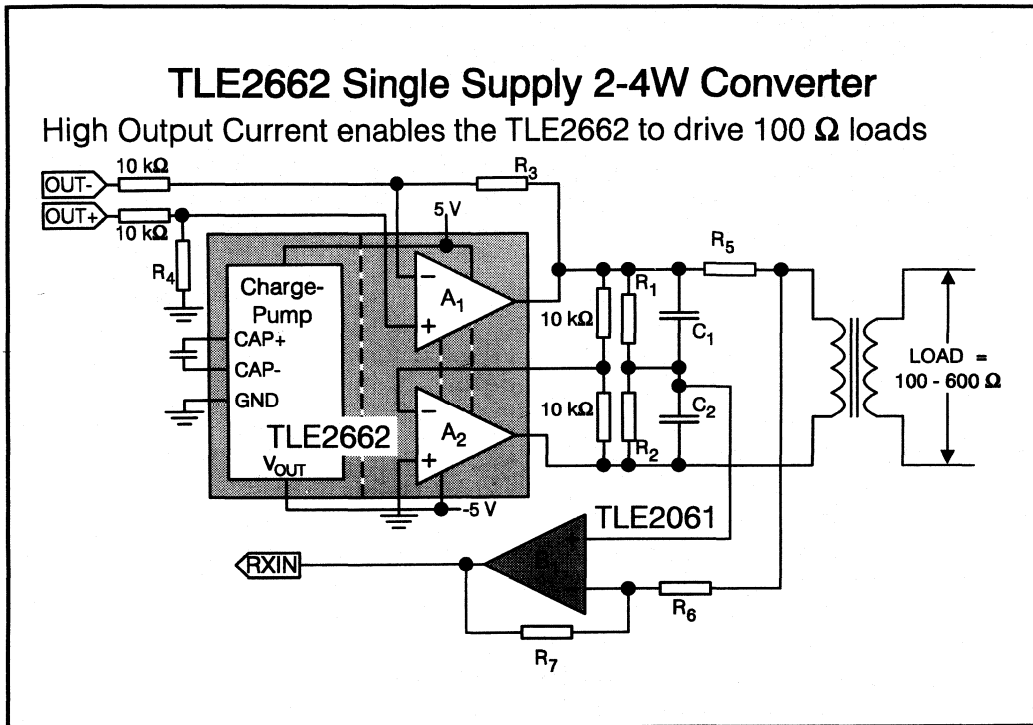 TLE2662 Single Supply 2-4W Converter
High Output Current enables the TLE2662 to drive 100 Ω loads
OUT-
10 kΩ
OUT+
10 kΩ
R3
R4
5 V
Charge-
Pump
CAP+
CAP-
GND
VOUT
TLE2662
A1
A2
-5 V
10 kΩ
R1
C1
R5
10 kΩ
R2
C2
LOAD =
100 - 600 Ω
TLE2061
RXIN
R6
R7